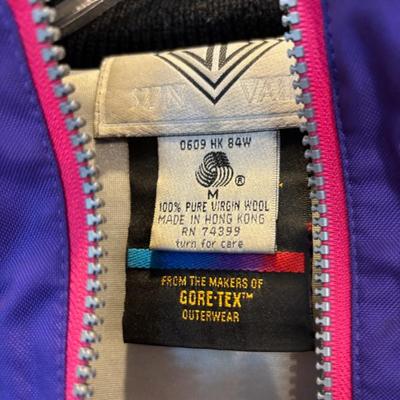 SUN VAL
0609 HK 84W
®
M
100% PURE VIRGIN WOOL
MADE IN HONG KONG
RN 74399
turn for care
FROM THE MAKERS OF
GORE-TEX™
OUTERWEAR